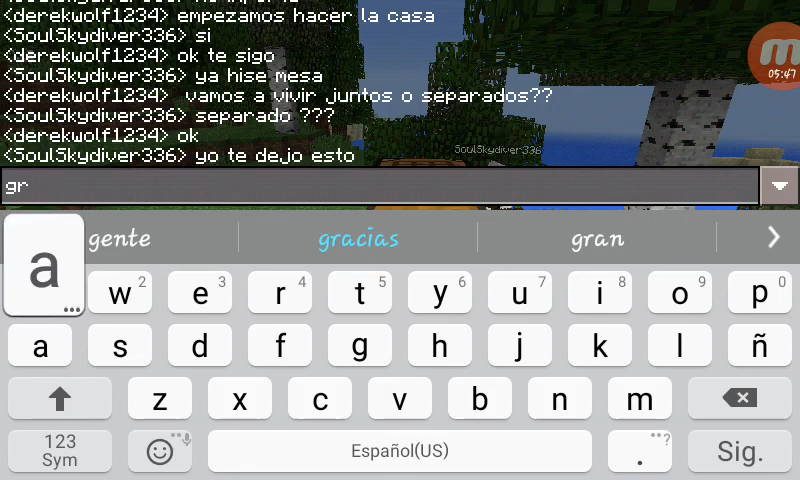 <derekwolf1234> empezamos hacer la casa
<SoulSkydiver336> si
<derekwolf1234> ok te sigo
<SoulSkydiver336> ya hise mesa
<derekwolf1234> vamos a vivir juntos o separados??
<SoulSkydiver336> separado ???
<derekwolf1234> ok
<SoulSkydiver336> yo te dejo esto
SoulSkydiver336
05:47
gr
gente gracias gran
a w 2 e 3 r 4 t 5 y 6 u 7 i 8 o 9 p 0
a s d f g h j k l ñ
z x c v b n m
123 Sym Español(US) . ? Sig.